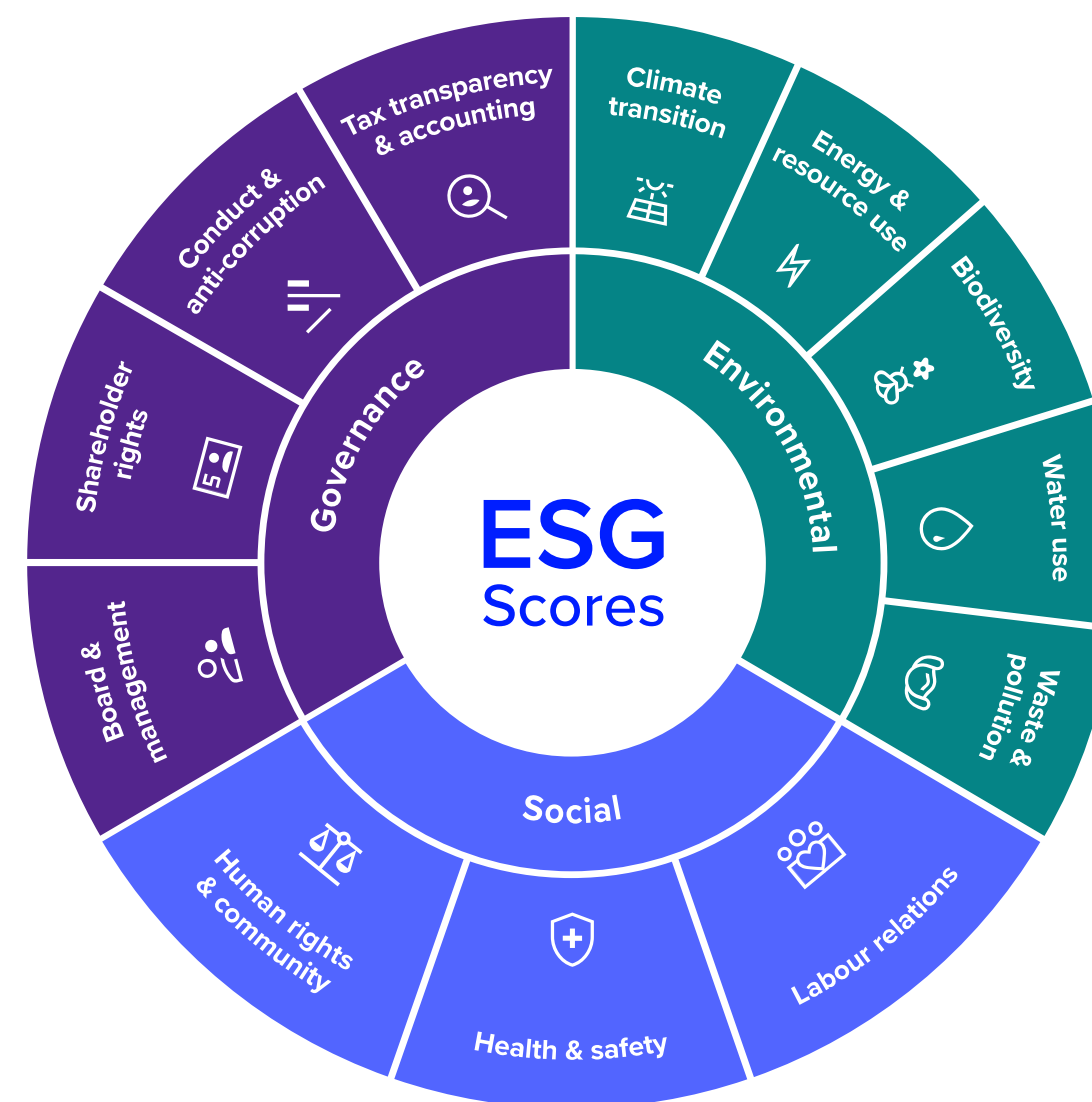 ESG
Scores
Environmental
Climate
transition
Energy &
resource use
Biodiversity
Water use
Waste &
pollution
Social
Labour relations
Health & safety
Human rights
& community
Governance
Board &
management
Shareholder
rights
Conduct &
anti-corruption
Tax transparency
& accounting
5